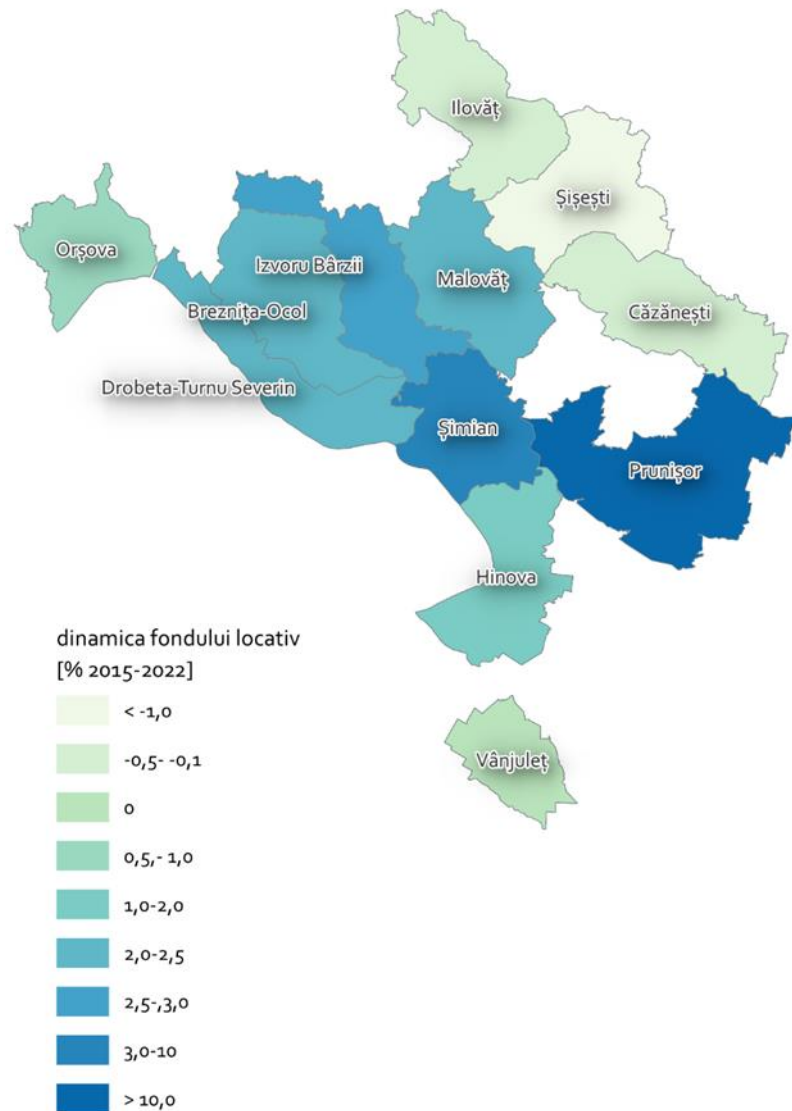 Ilovăț
Șișești
Orșova
Izvoru Bârzii
Malovăț
Căzănești
Breznița-Ocol
Drobeta-Turnu Severin
Șimian
Prunișor
Hinova
Vânjuleț
dinamica fondului locativ
[% 2015-2022]
< -1,0
-0,5- -0,1
0
0,5,- 1,0
1,0-2,0
2,0-2,5
2,5-,3,0
3,0-10
> 10,0